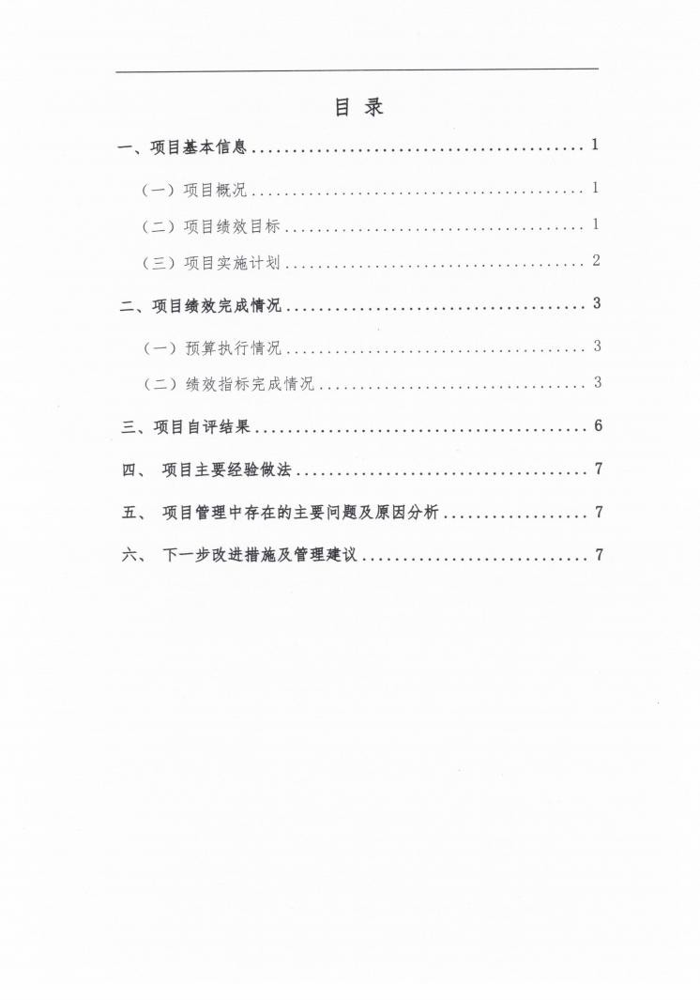 目 录
一、项目基本信息........................................ 1
（一）项目概况........................................ 1
（二）项目绩效目标.................................... 1
（三）项目实施计划.................................... 2
二、项目绩效完成情况.................................... 3
（一）预算执行情况.................................... 3
（二）绩效指标完成情况................................ 3
三、项目自评结果........................................ 6
四、 项目主要经验做法................................... 7
五、 项目管理中存在的主要问题及原因分析.................. 7
六、 下一步改进措施及管理建议............................ 7